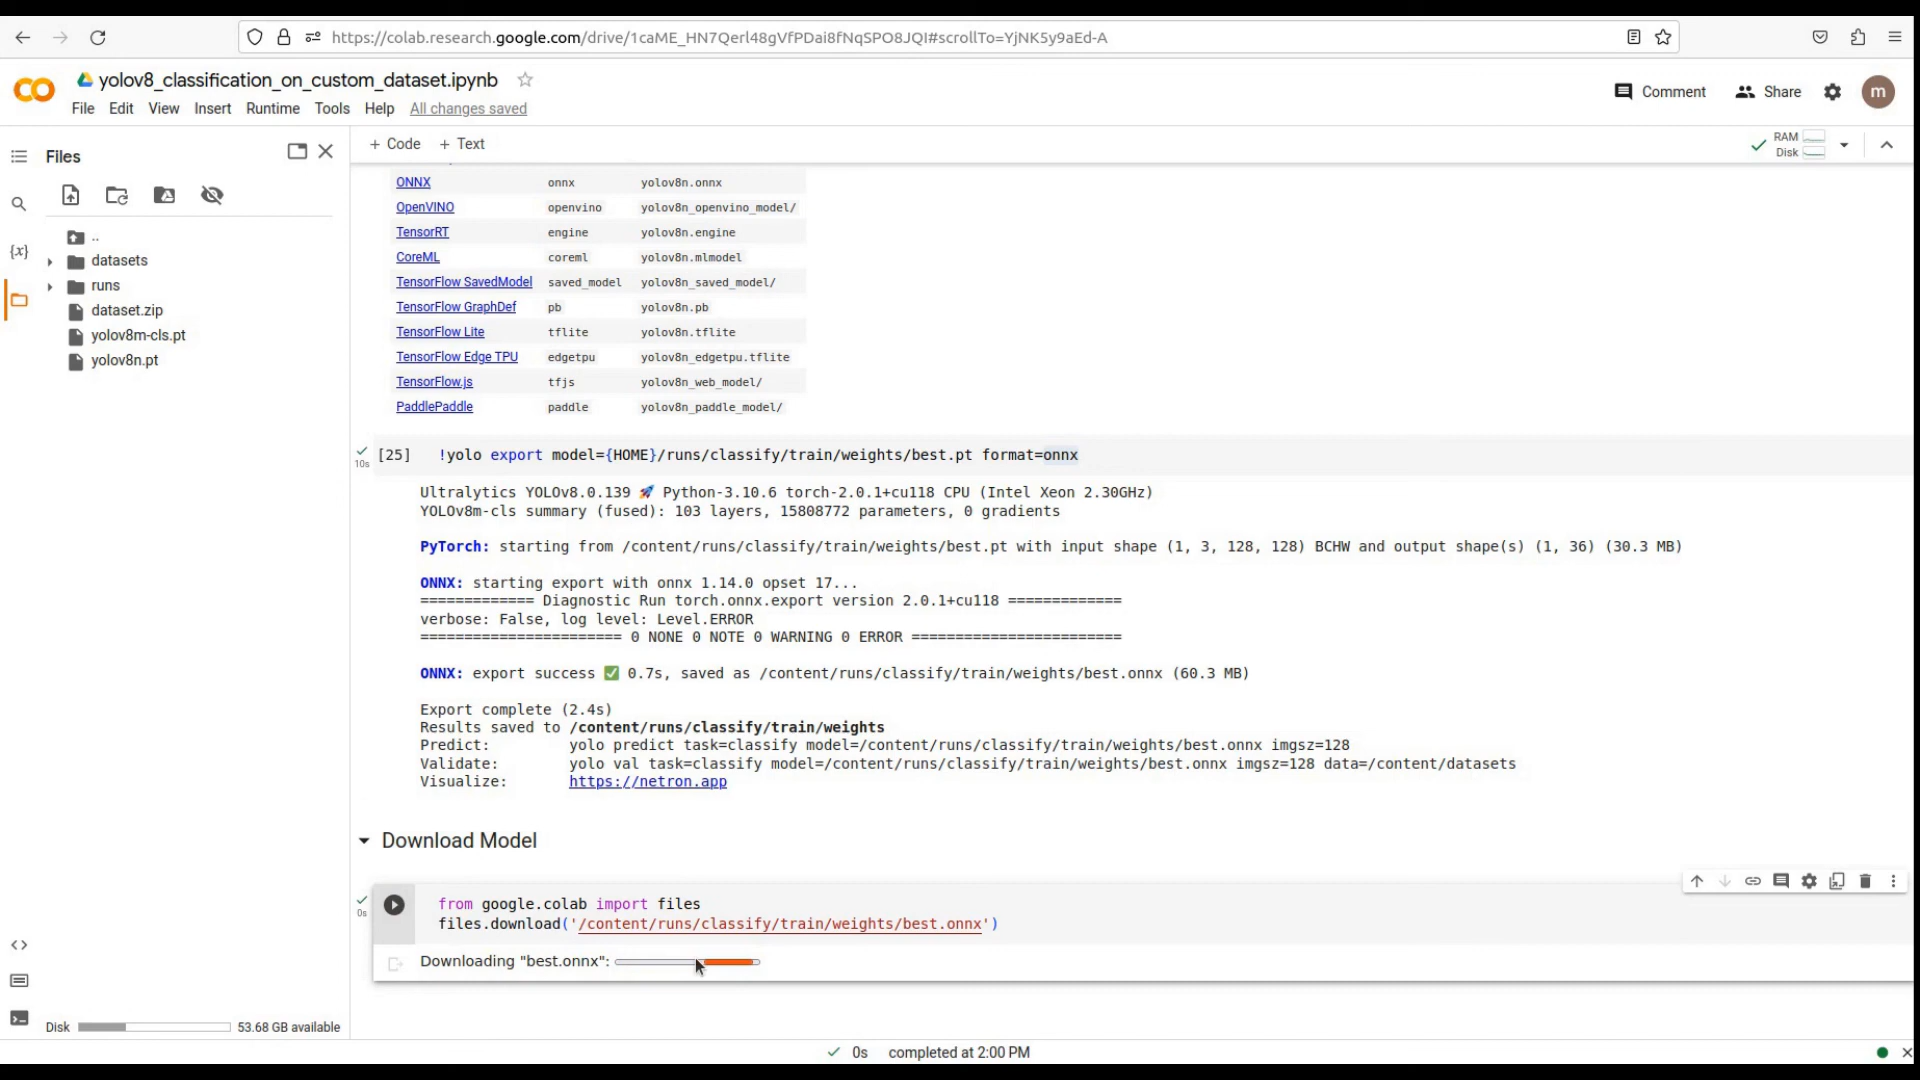 https://colab.research.google.com/drive/1caME_HN7Qerl48gVfPDai8fNqSPO8JQI#scrollTo=YjNK5y9aEd-A
yolov8_classification_on_custom_dataset.ipynb
File Edit View Insert Runtime Tools Help All changes saved
Comment Share m
Files
+ Code + Text
RAM
Disk
..
datasets
runs
dataset.zip
yolov8m-cls.pt
yolov8n.pt
{x}
ONNX onnx yolov8n.onnx
OpenVINO openvino yolov8n_openvino_model/
TensorRT engine yolov8n.engine
CoreML coreml yolov8n.mlmodel
TensorFlow SavedModel saved_model yolov8n_saved_model/
TensorFlow GraphDef pb yolov8n.pb
TensorFlow Lite tflite yolov8n.tflite
TensorFlow Edge TPU edgetpu yolov8n_edgetpu.tflite
TensorFlow.js tfjs yolov8n_web_model/
PaddlePaddle paddle yolov8n_paddle_model/
10s
[25] !yolo export model={HOME}/runs/classify/train/weights/best.pt format=onnx
Ultralytics YOLOv8.0.139 🚀 Python-3.10.6 torch-2.0.1+cu118 CPU (Intel Xeon 2.30GHz)
YOLOv8m-cls summary (fused): 103 layers, 15808772 parameters, 0 gradients
PyTorch: starting from /content/runs/classify/train/weights/best.pt with input shape (1, 3, 128, 128) BCHW and output shape(s) (1, 36) (30.3 MB)
ONNX: starting export with onnx 1.14.0 opset 17...
============= Diagnostic Run torch.onnx.export version 2.0.1+cu118 =============
verbose: False, log level: Level.ERROR
======================= 0 NONE 0 NOTE 0 WARNING 0 ERROR ========================
ONNX: export success ✅ 0.7s, saved as /content/runs/classify/train/weights/best.onnx (60.3 MB)
Export complete (2.4s)
Results saved to /content/runs/classify/train/weights
Predict: yolo predict task=classify model=/content/runs/classify/train/weights/best.onnx imgsz=128
Validate: yolo val task=classify model=/content/runs/classify/train/weights/best.onnx imgsz=128 data=/content/datasets
Visualize: https://netron.app
Download Model
0s
from google.colab import files
files.download('/content/runs/classify/train/weights/best.onnx')
Downloading "best.onnx":
Disk 53.68 GB available
0s completed at 2:00 PM